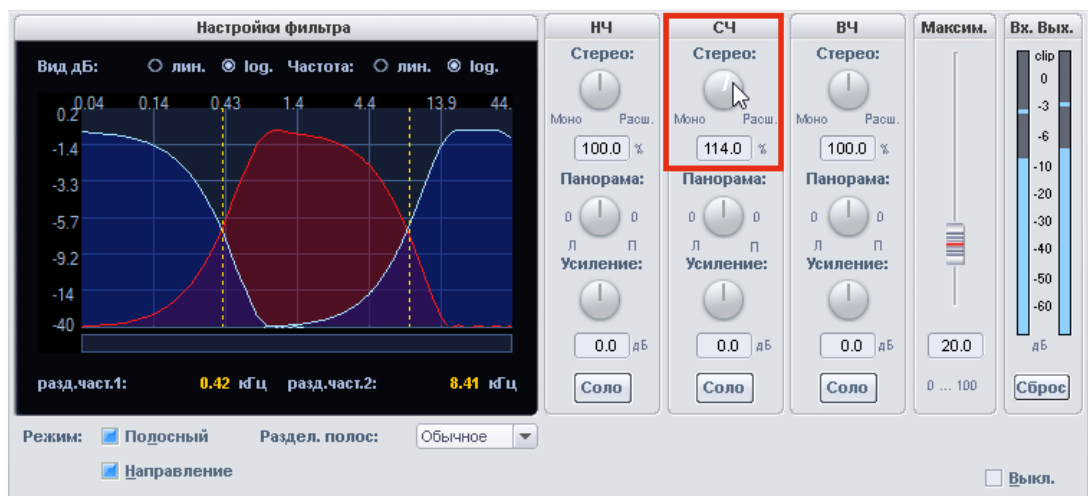 Настройки фильтра
Вид дБ: лин. log. Частота: лин. log.
0.04 0.14 0.43 1.4 4.4 13.9 44.
0.2
-1.4
-3.3
-5.7
-9.2
-14
-40
разд.част.1: 0.42 кГц разд.част.2: 8.41 кГц
НЧ
Стерео:
Моно Расш.
100.0 %
Панорама:
0 0
Л П
Усиление:
0.0 дБ
Соло
СЧ
Стерео:
Моно Расш.
114.0 %
Панорама:
0 0
Л П
Усиление:
0.0 дБ
Соло
ВЧ
Стерео:
Моно Расш.
100.0 %
Панорама:
0 0
Л П
Усиление:
0.0 дБ
Соло
Максим.
20.0
0 ... 100
Вх. Вых.
clip
0
-3
-6
-10
-20
-30
-40
-50
-60
дБ
Сброс
Режим: Полосный Раздел. полос: Обычное
Направление
Выкл.